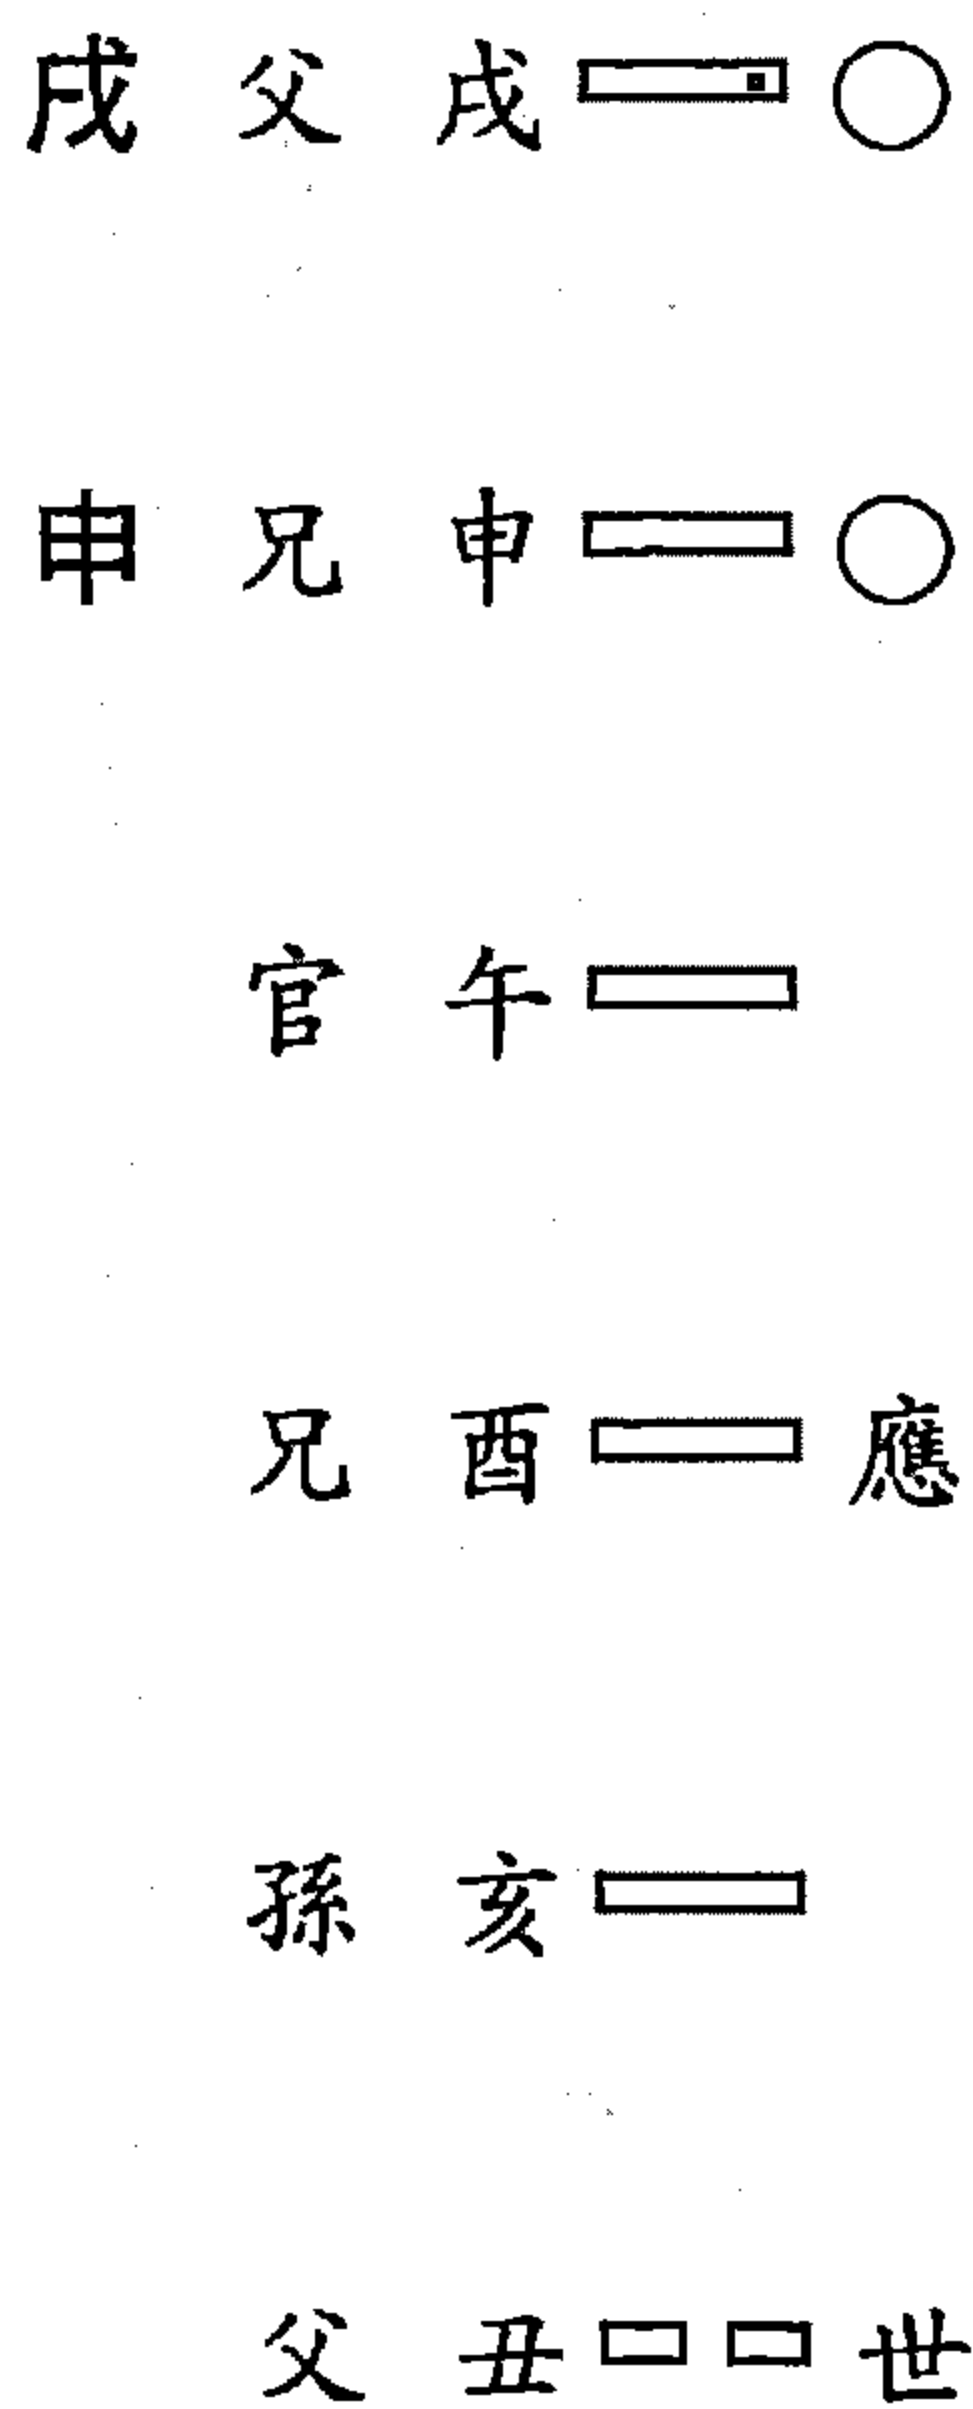 戌 父 戌
申 兄 申
官 午
兄 酉 應
孫 亥
父 丑 世